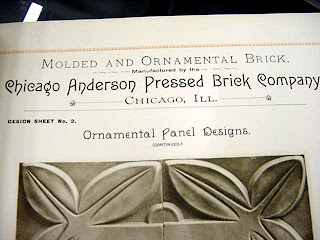 MOLDED AND ORNAMENTAL BRICK,
Manufactured by the
Chicago Anderson Pressed Brick Company
CHICAGO, ILL.
DESIGN SHEET No. 2.
Ornamental Panel Designs.
(CONTINUED.)